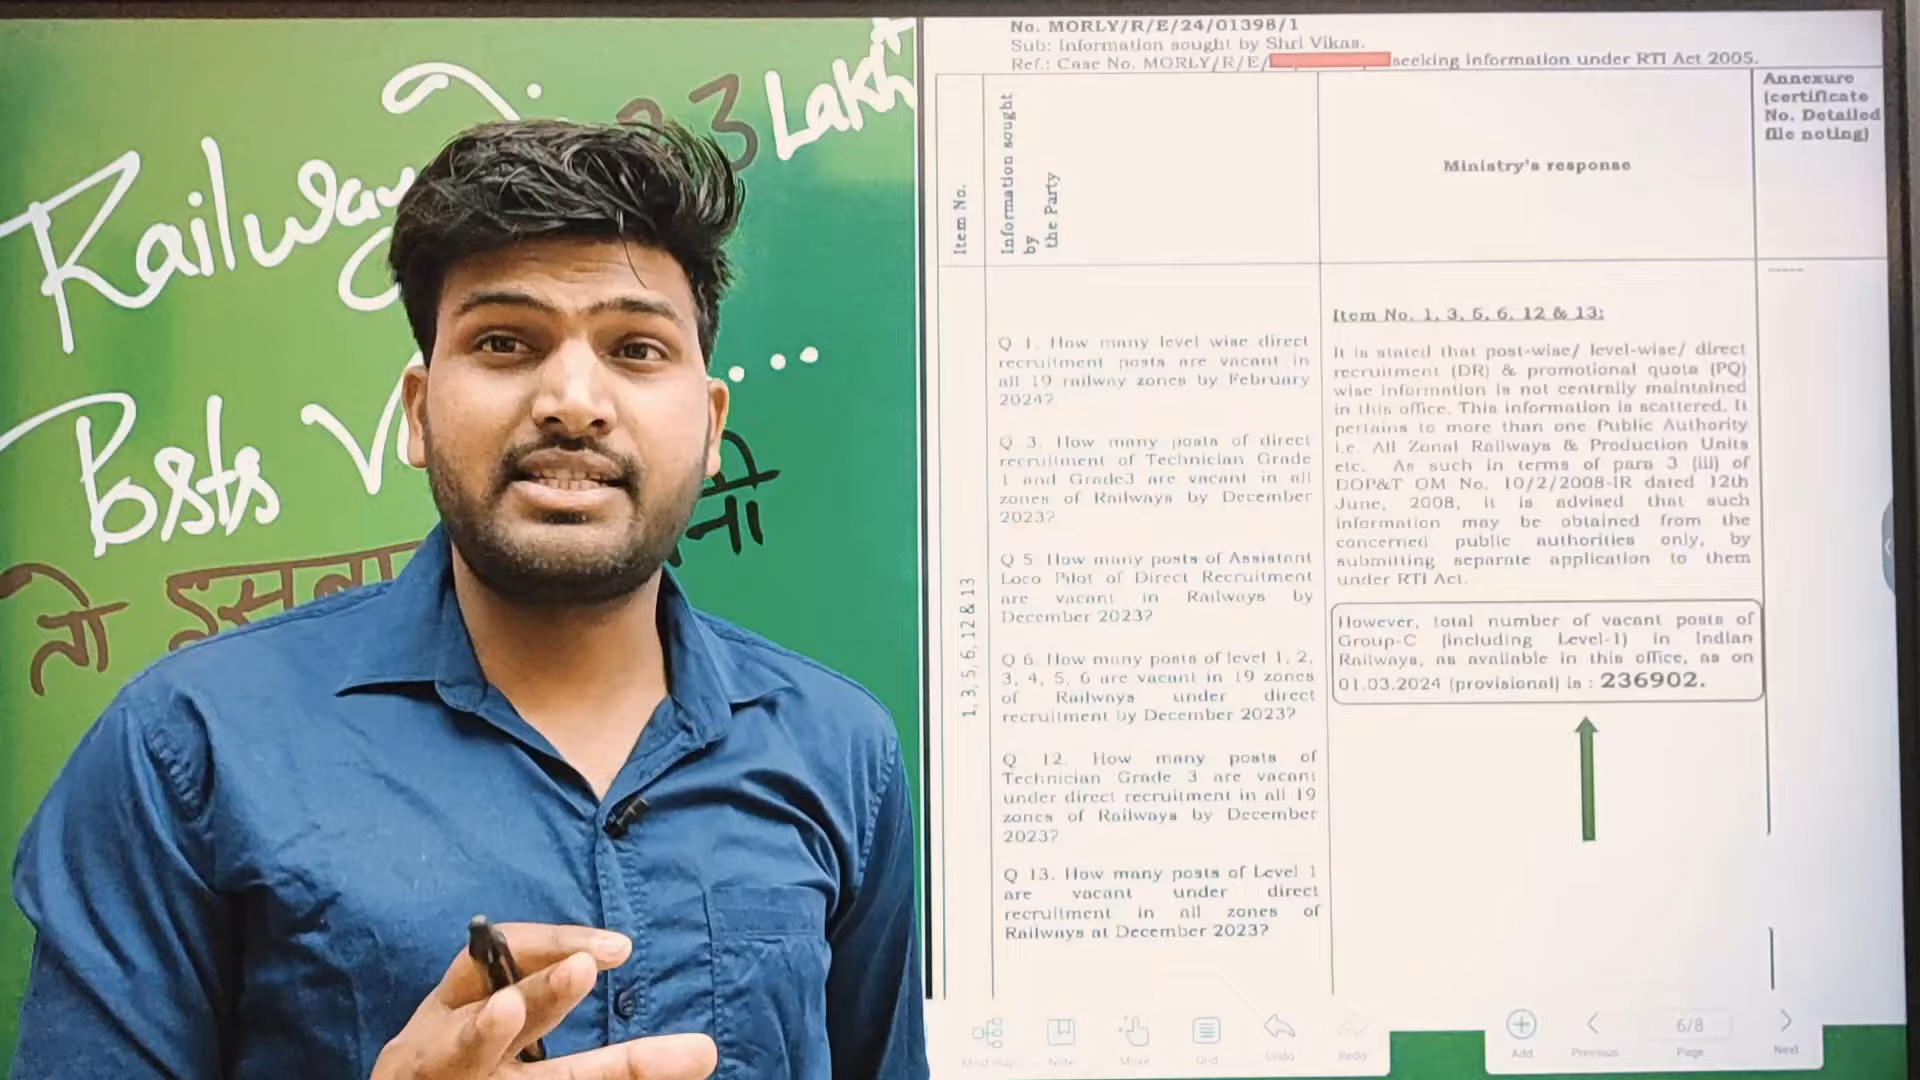 Railway
23 Lakh+
Posts
तो इसबा
नी
No. MORLY/R/E/24/01398/1
Sub: Information sought by Shri Vikas.
Ref.: Case No. MORLY/R/E/ seeking information under RTI Act 2005.
Item No.
Information sought
by
the Party
Ministry's response
Annexure
(certificate
No. Detailed
file noting)
1, 3, 5, 6, 12 & 13
Q 1. How many level wise direct
recruitment posts are vacant in
all 19 railway zones by February
2024?
Q 3. How many posts of direct
recruitment of Technician Grade
1 and Grade3 are vacant in all
zones of Railways by December
2023?
Q 5 How many posts of Assistant
Loco Pilot of Direct Recruitment
are vacant in Railways by
December 2023?
Q 6. How many posts of level 1, 2,
3, 4, 5, 6 are vacant in 19 zones
of Railways under direct
recruitment by December 2023?
Q 12. How many posts of
Technician Grade 3 are vacant
under direct recruitment in all 19
zones of Railways by December
2023?
Q 13. How many posts of Level 1
are vacant under direct
recruitment in all zones of
Railways at December 2023?
Item No. 1, 3, 5, 6, 12 & 13:
It is stated that post-wise/ level-wise/ direct
recruitment (DR) & promotional quota (PQ)
wise information is not centrally maintained
in this office. This information is scattered. It
pertains to more than one Public Authority
i.e. All Zonal Railways & Production Units
etc. As such in terms of para 3 (iii) of
DOP&T OM No. 10/2/2008-IR dated 12th
June, 2008, it is advised that such
information may be obtained from the
concerned public authorities only, by
submitting separate application to them
under RTI Act.
However, total number of vacant posts of
Group-C (including Level-1) in Indian
Railways, as available in this office, as on
01.03.2024 (provisional) is : 236902.
Mind map
Note
Move
Grid
Undo
Redo
Add
Previous
6/8
Page
Next